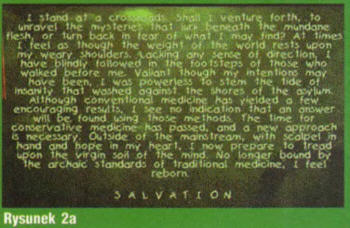 I stand at a crossroads. Shall I venture forth, to
unravel the mysteries that lurk beneath the mundane
flesh, or turn back in fear of what I may find? At times
I feel as though the weight of the world rests upon
my weary shoulders. Lacking any sense of direction, I
have blindly followed in the footsteps of those who
walked before me. Valiant though my intentions may
have been, I was powerless to stem the tide of
insanity that washed against the shores of the asylum.
Although conventional medicine has yielded a few
encouraging results, I see no indication that an answer
will be found using those methods. The time for
conservative medicine has passed, and a new approach
is necessary. Outside of the mainstream, with scalpel in
hand and hope in my heart, I now prepare to tread
upon the virgin soil of the mind. No longer bound by
the archaic standards of traditional medicine, I feel
reborn.
SALVATION
Rysunek 2a